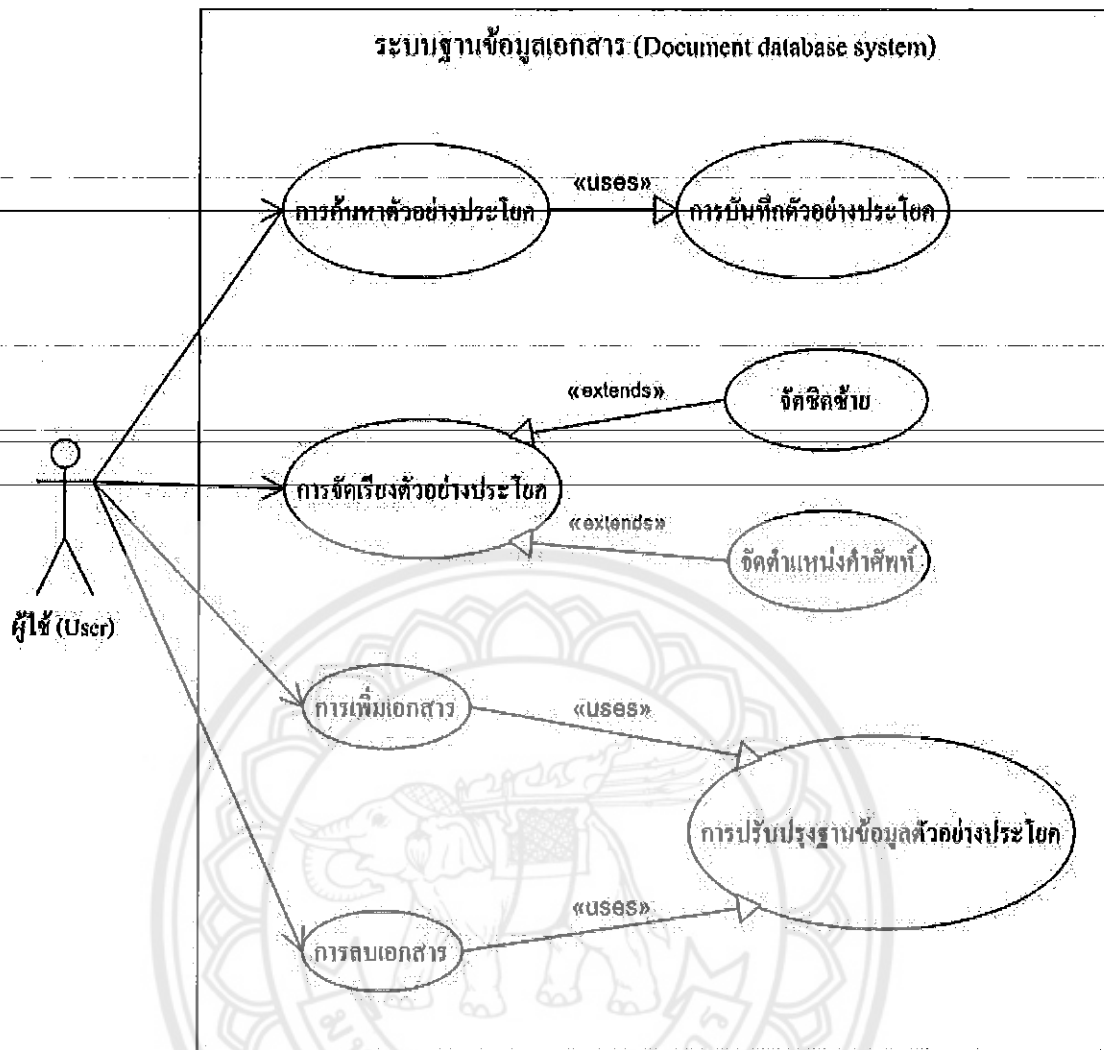 ระบบฐานข้อมูลเอกสาร (Document database system)
การค้นหาตัวอย่างประโยค
«uses»
การบันทึกตัวอย่างประโยค
«extends»
จัดชิดซ้าย
การจัดเรียงตัวอย่างประโยค
«extends»
จัดตำแหน่งคำศัพท์
ผู้ใช้ (User)
การเพิ่มเอกสาร
«uses»
การปรับปรุงฐานข้อมูลตัวอย่างประโยค
«uses»
การลบเอกสาร